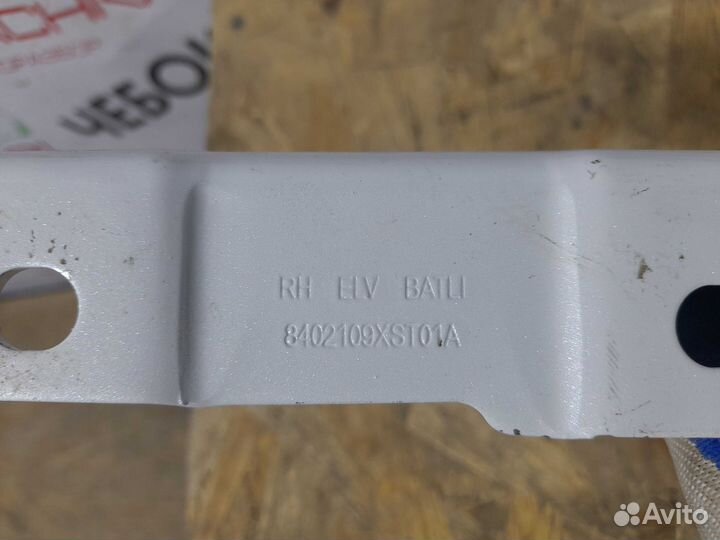 ЧЕБО
RH ELV BATLI
8402109XST01A
Avito